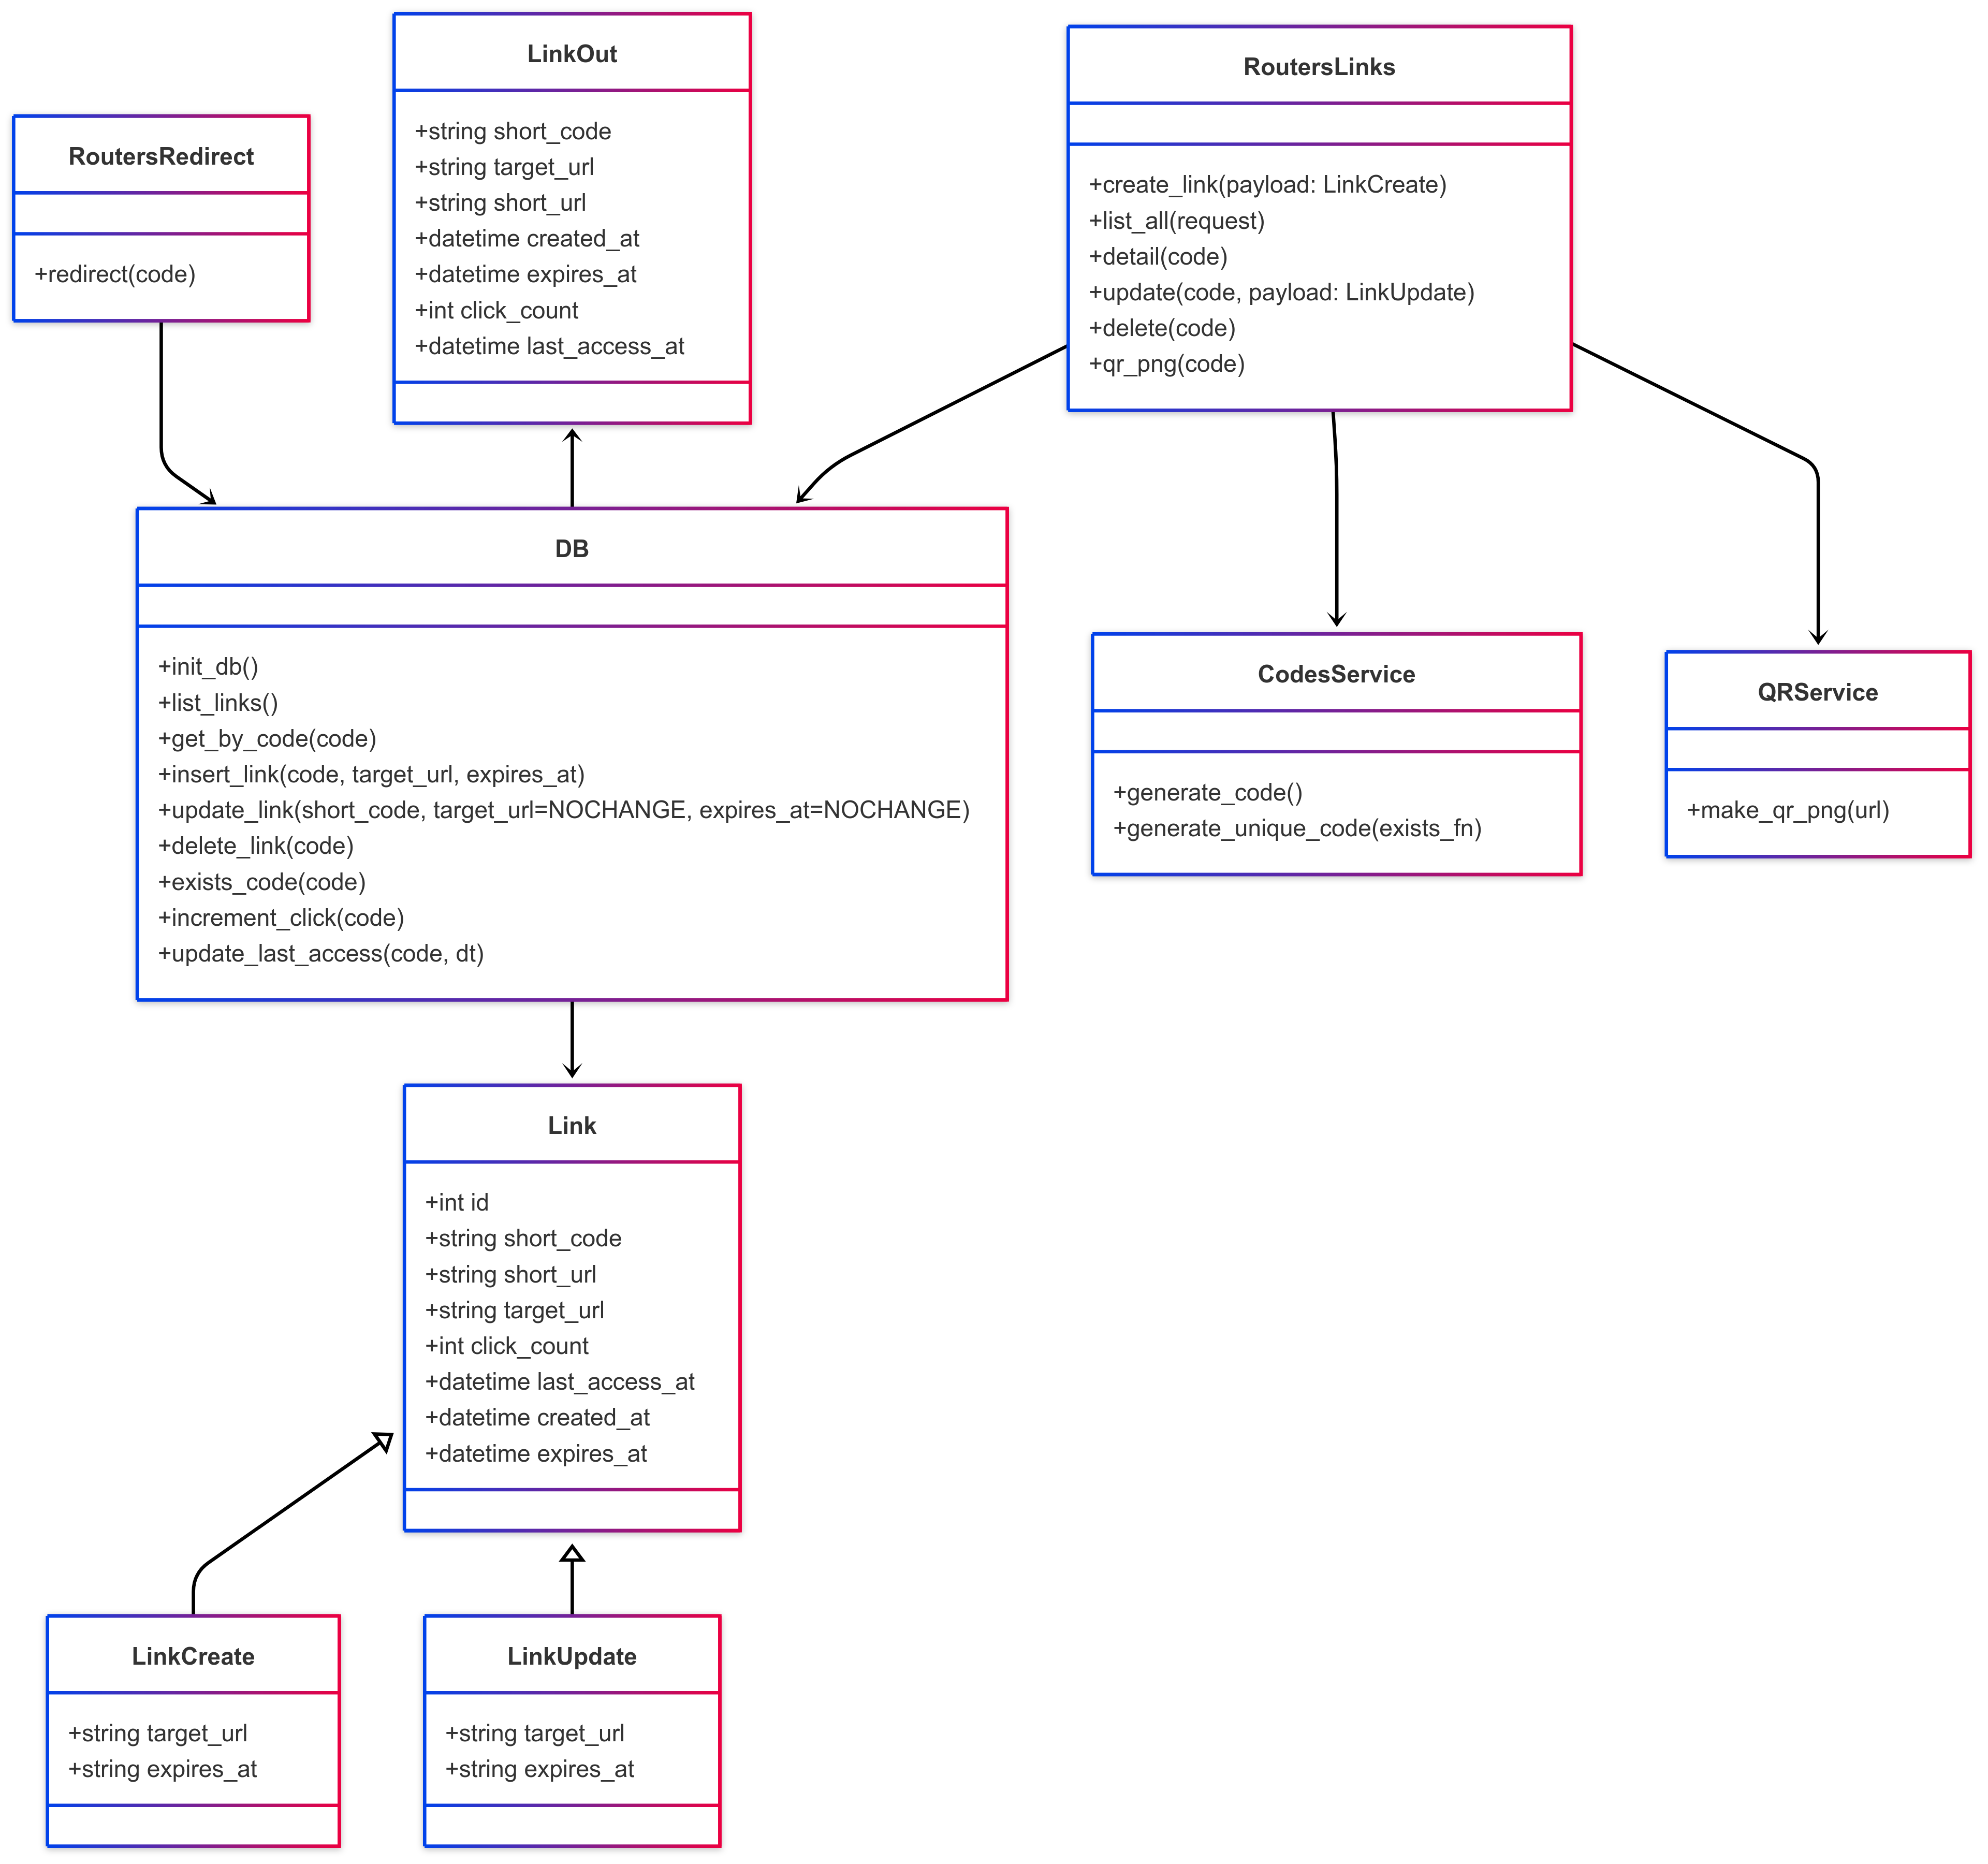 LinkOut
+string short_code
+string target_url
+string short_url
+datetime created_at
+datetime expires_at
+int click_count
+datetime last_access_at
RoutersLinks
+create_link(payload: LinkCreate)
+list_all(request)
+detail(code)
+update(code, payload: LinkUpdate)
+delete(code)
+qr_png(code)
RoutersRedirect
+redirect(code)
DB
+init_db()
+list_links()
+get_by_code(code)
+insert_link(code, target_url, expires_at)
+update_link(short_code, target_url=NOCHANGE, expires_at=NOCHANGE)
+delete_link(code)
+exists_code(code)
+increment_click(code)
+update_last_access(code, dt)
CodesService
+generate_code()
+generate_unique_code(exists_fn)
QRService
+make_qr_png(url)
Link
+int id
+string short_code
+string short_url
+string target_url
+int click_count
+datetime last_access_at
+datetime created_at
+datetime expires_at
LinkCreate
+string target_url
+string expires_at
LinkUpdate
+string target_url
+string expires_at